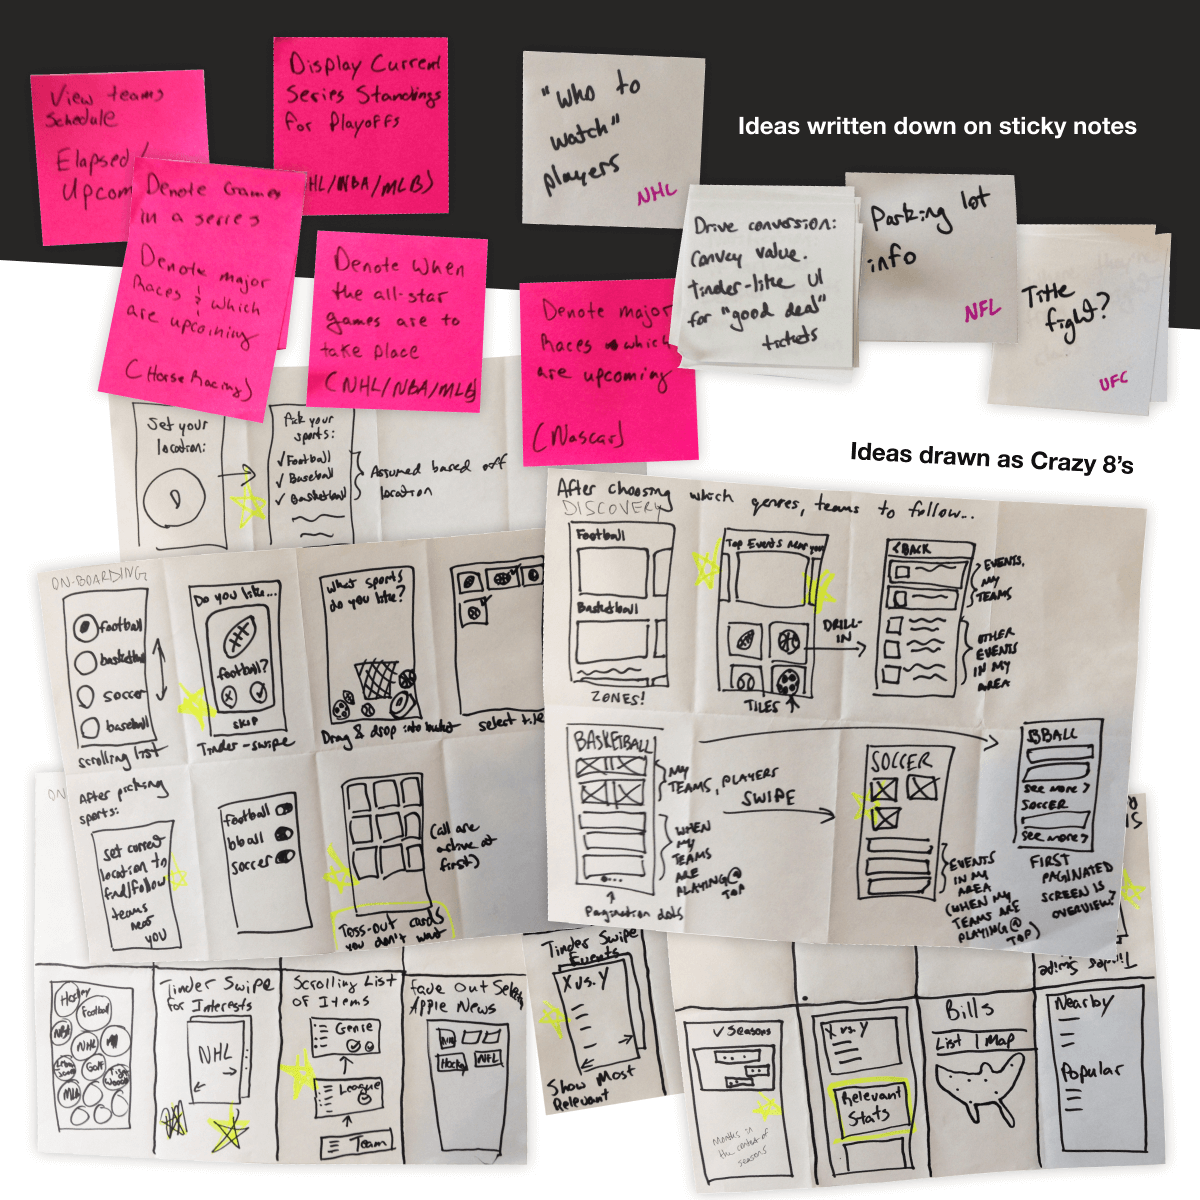 View teams
Schedule
Elapsed/
Upcom
Display Current
Series Standings
for Playoffs
HL/NBA/MLB)
"Who to
watch"
players
NHL
Ideas written down on sticky notes
Denote Games
in a series
Denote major
Races & which
are upcoming
(Horse Racing)
Denote When
the all-star
games are to
take place
(NHL/NBA/MLB)
Denote major
Races which
are upcoming
(Nascar)
Drive conversion:
Convey value.
tinder-like UI
for "good deal"
tickets
Parking lot
info
NFL
Title
fight?
UFC
Ideas drawn as Crazy 8's
Set your
location:
Pick your
sports:
Football
Baseball
Basketball
Assumed based off
location
ON-BOARDING
football
basketball
soccer
baseball
scrolling list
Do you like...
football?
SKIP
Tinder-swipe
What sports
do you like?
Drag & drop into bucket
select tile
After picking
sports:
set current
location to
find/follow
teams
near
you
football
bball
soccer
(all are
active at
first)
Toss-out cards
you don't want
After choosing which genres, teams to follow...
DISCOVERY
Football
Basketball
ZONES!
Top Events Near you
TILES
DRILL-
IN
<BACK
EVENTS,
MY
TEAMS
OTHER
EVENTS
IN MY
AREA
BASKETBALL
MY
TEAMS, PLAYERS
WHEN
MY
TEAMS
ARE
PLAYING @
TOP
Pagination dots
SWIPE
SOCCER
EVENTS
IN MY
AREA
(WHEN MY
TEAMS ARE
PLAYING @
TOP)
BBALL
see more>
SOCCER
see more>
FIRST
PAGINATED
SCREEN IS
OVERVIEW?
ON
Hockey
Football
NBA
NHL
Golf
Tiger
Woods
MLB
Tinder Swipe
for Interests
NHL
Scrolling List
of Items
Genre
League
Team
Fade Out Select
Apple News
Hockey
NFL
Tinder Swipe
Events
X vs. Y
Show Most
Relevant
Seasons
Months in
the context of
seasons
X vs. Y
Relevant
Stats
Bills
List | Map
Tinder Swipe
Nearby
Popular